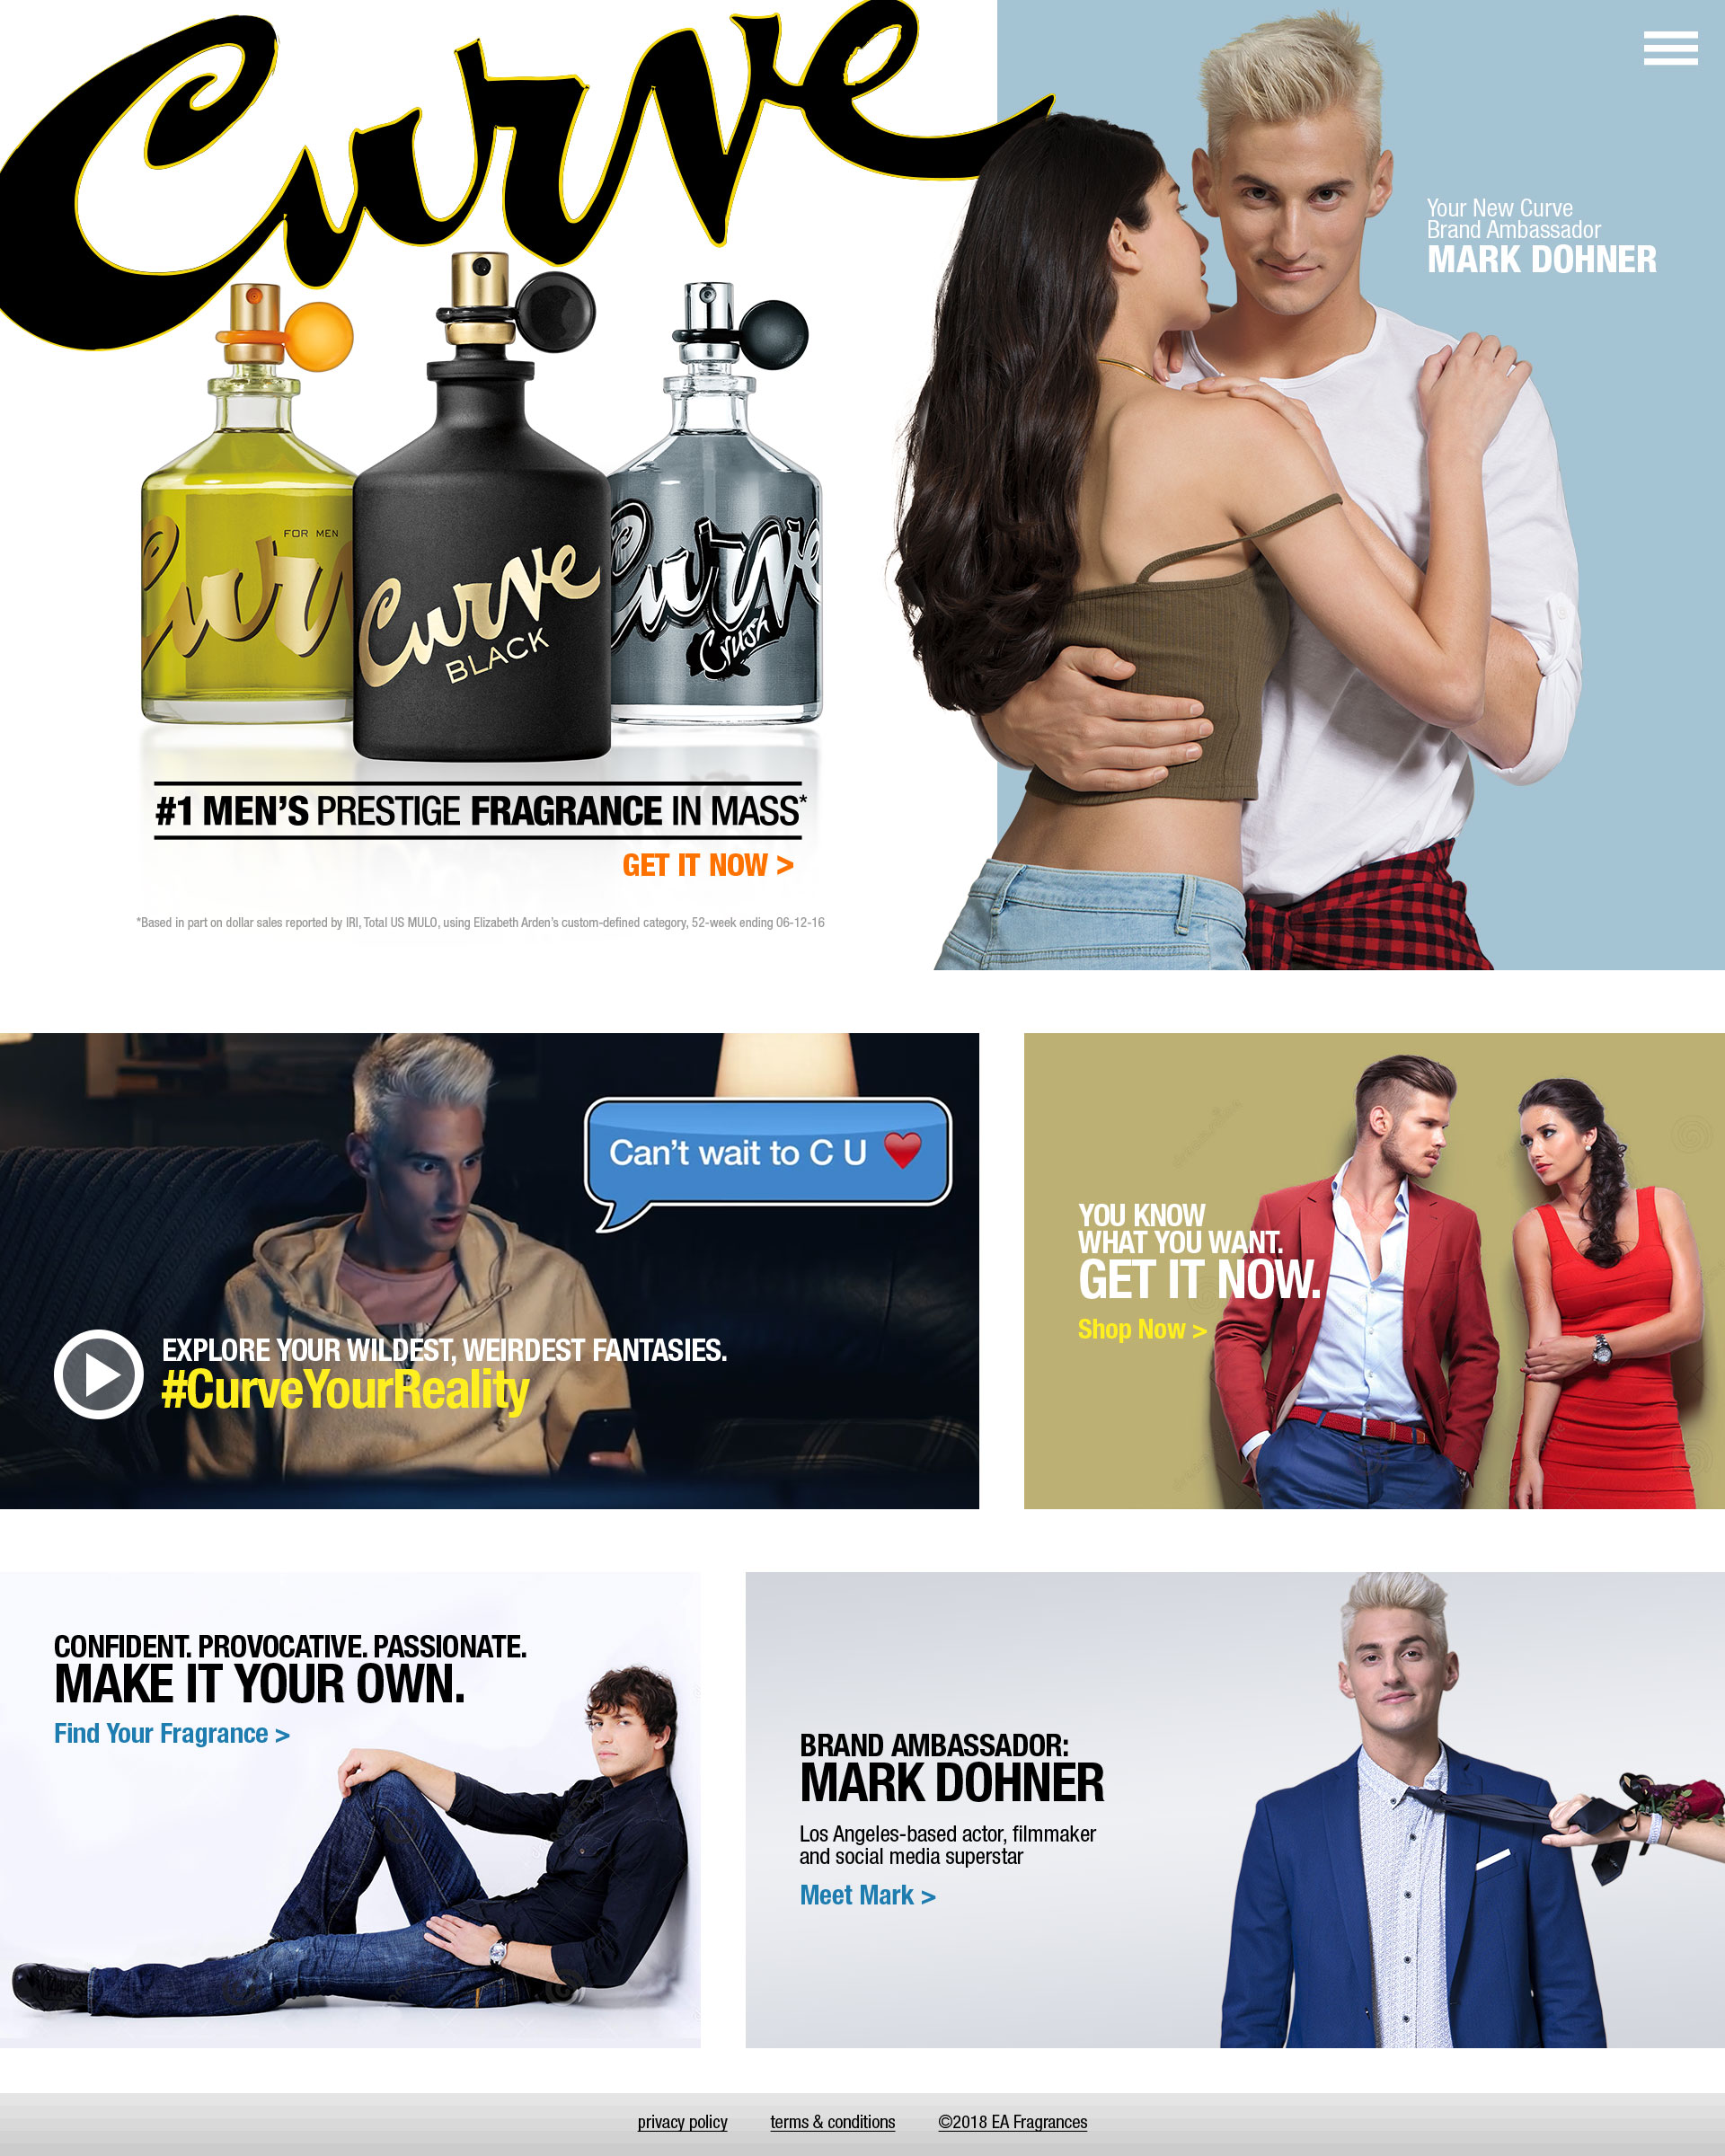 Curve
Your New Curve
Brand Ambassador
MARK DOHNER
FOR MEN
Curve
Curve
BLACK
Curve
Crush
#1 MEN'S PRESTIGE FRAGRANCE IN MASS*
GET IT NOW >
*Based in part on dollar sales reported by IRI, Total US MULO, using Elizabeth Arden's custom-defined category, 52-week ending 06-12-16
Can't wait to C U
EXPLORE YOUR WILDEST, WEIRDEST FANTASIES.
#CurveYourReality
YOU KNOW
WHAT YOU WANT.
GET IT NOW.
Shop Now >
CONFIDENT. PROVOCATIVE. PASSIONATE.
MAKE IT YOUR OWN.
Find Your Fragrance >
BRAND AMBASSADOR:
MARK DOHNER
Los Angeles-based actor, filmmaker
and social media superstar
Meet Mark >
privacy policy
terms & conditions
©2018 EA Fragrances